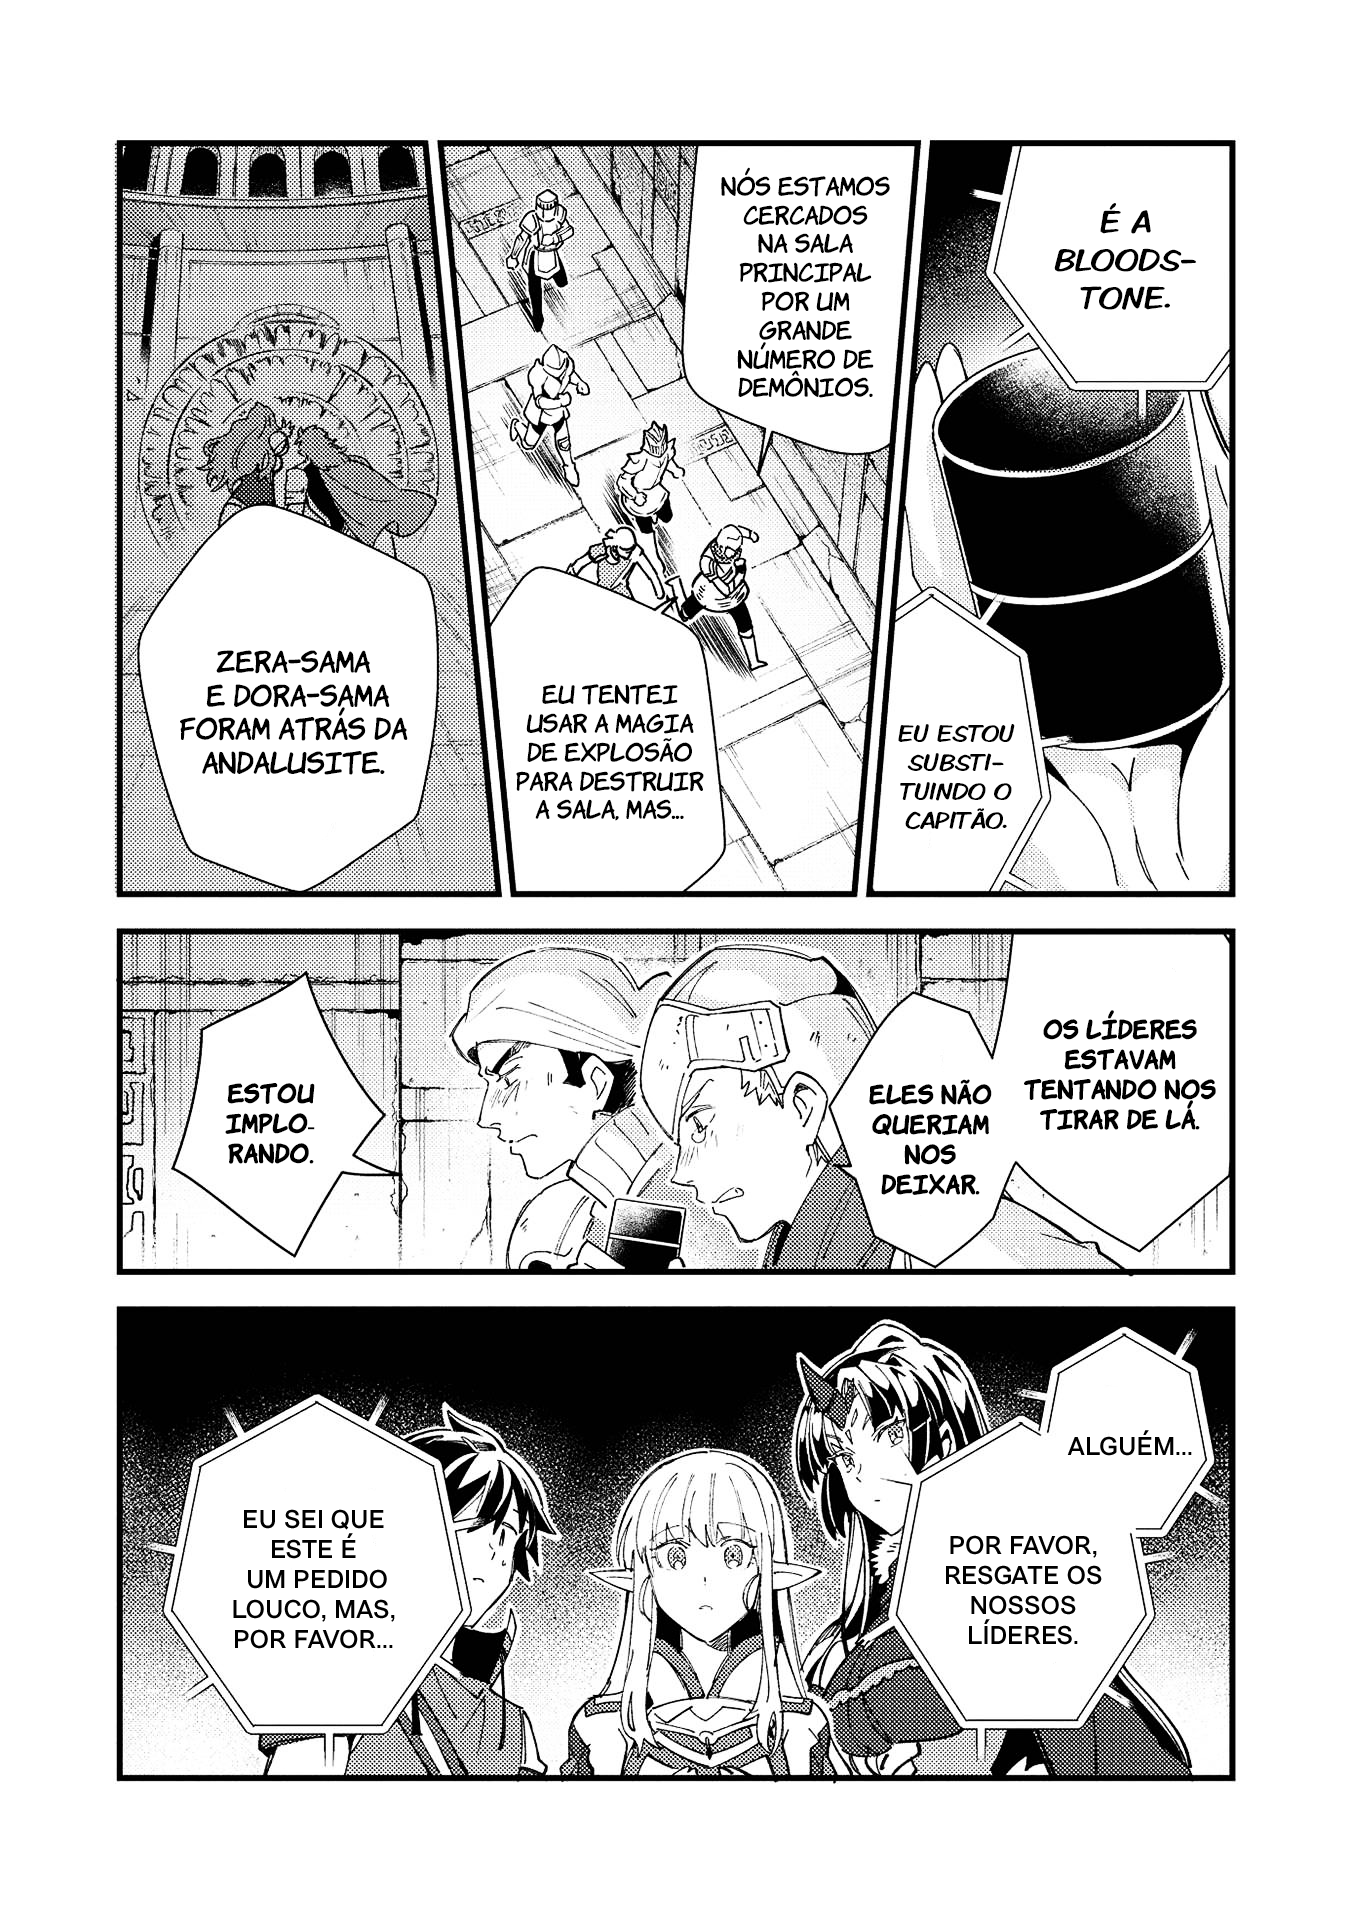 É A
BLOODS-
TONE.
EU ESTOU
SUBSTI-
TUINDO O
CAPITÃO.
NÓS ESTAMOS
CERCADOS
NA SALA
PRINCIPAL
POR UM
GRANDE
NÚMERO DE
DEMÔNIOS.
EU TENTEI
USAR A MAGIA
DE EXPLOSÃO
PARA DESTRUIR
A SALA, MAS...
ZERA-SAMA
E DORA-SAMA
FORAM ATRÁS DA
ANDALUSITE.
OS LÍDERES
ESTAVAM
TENTANDO NOS
TIRAR DE LÁ.
ELES NÃO
QUERIAM
NOS
DEIXAR.
ESTOU
IMPLO-
RANDO.
ALGUÉM...
POR FAVOR,
RESGATE OS
NOSSOS
LÍDERES.
EU SEI QUE
ESTE É
UM PEDIDO
LOUCO, MAS,
POR FAVOR...